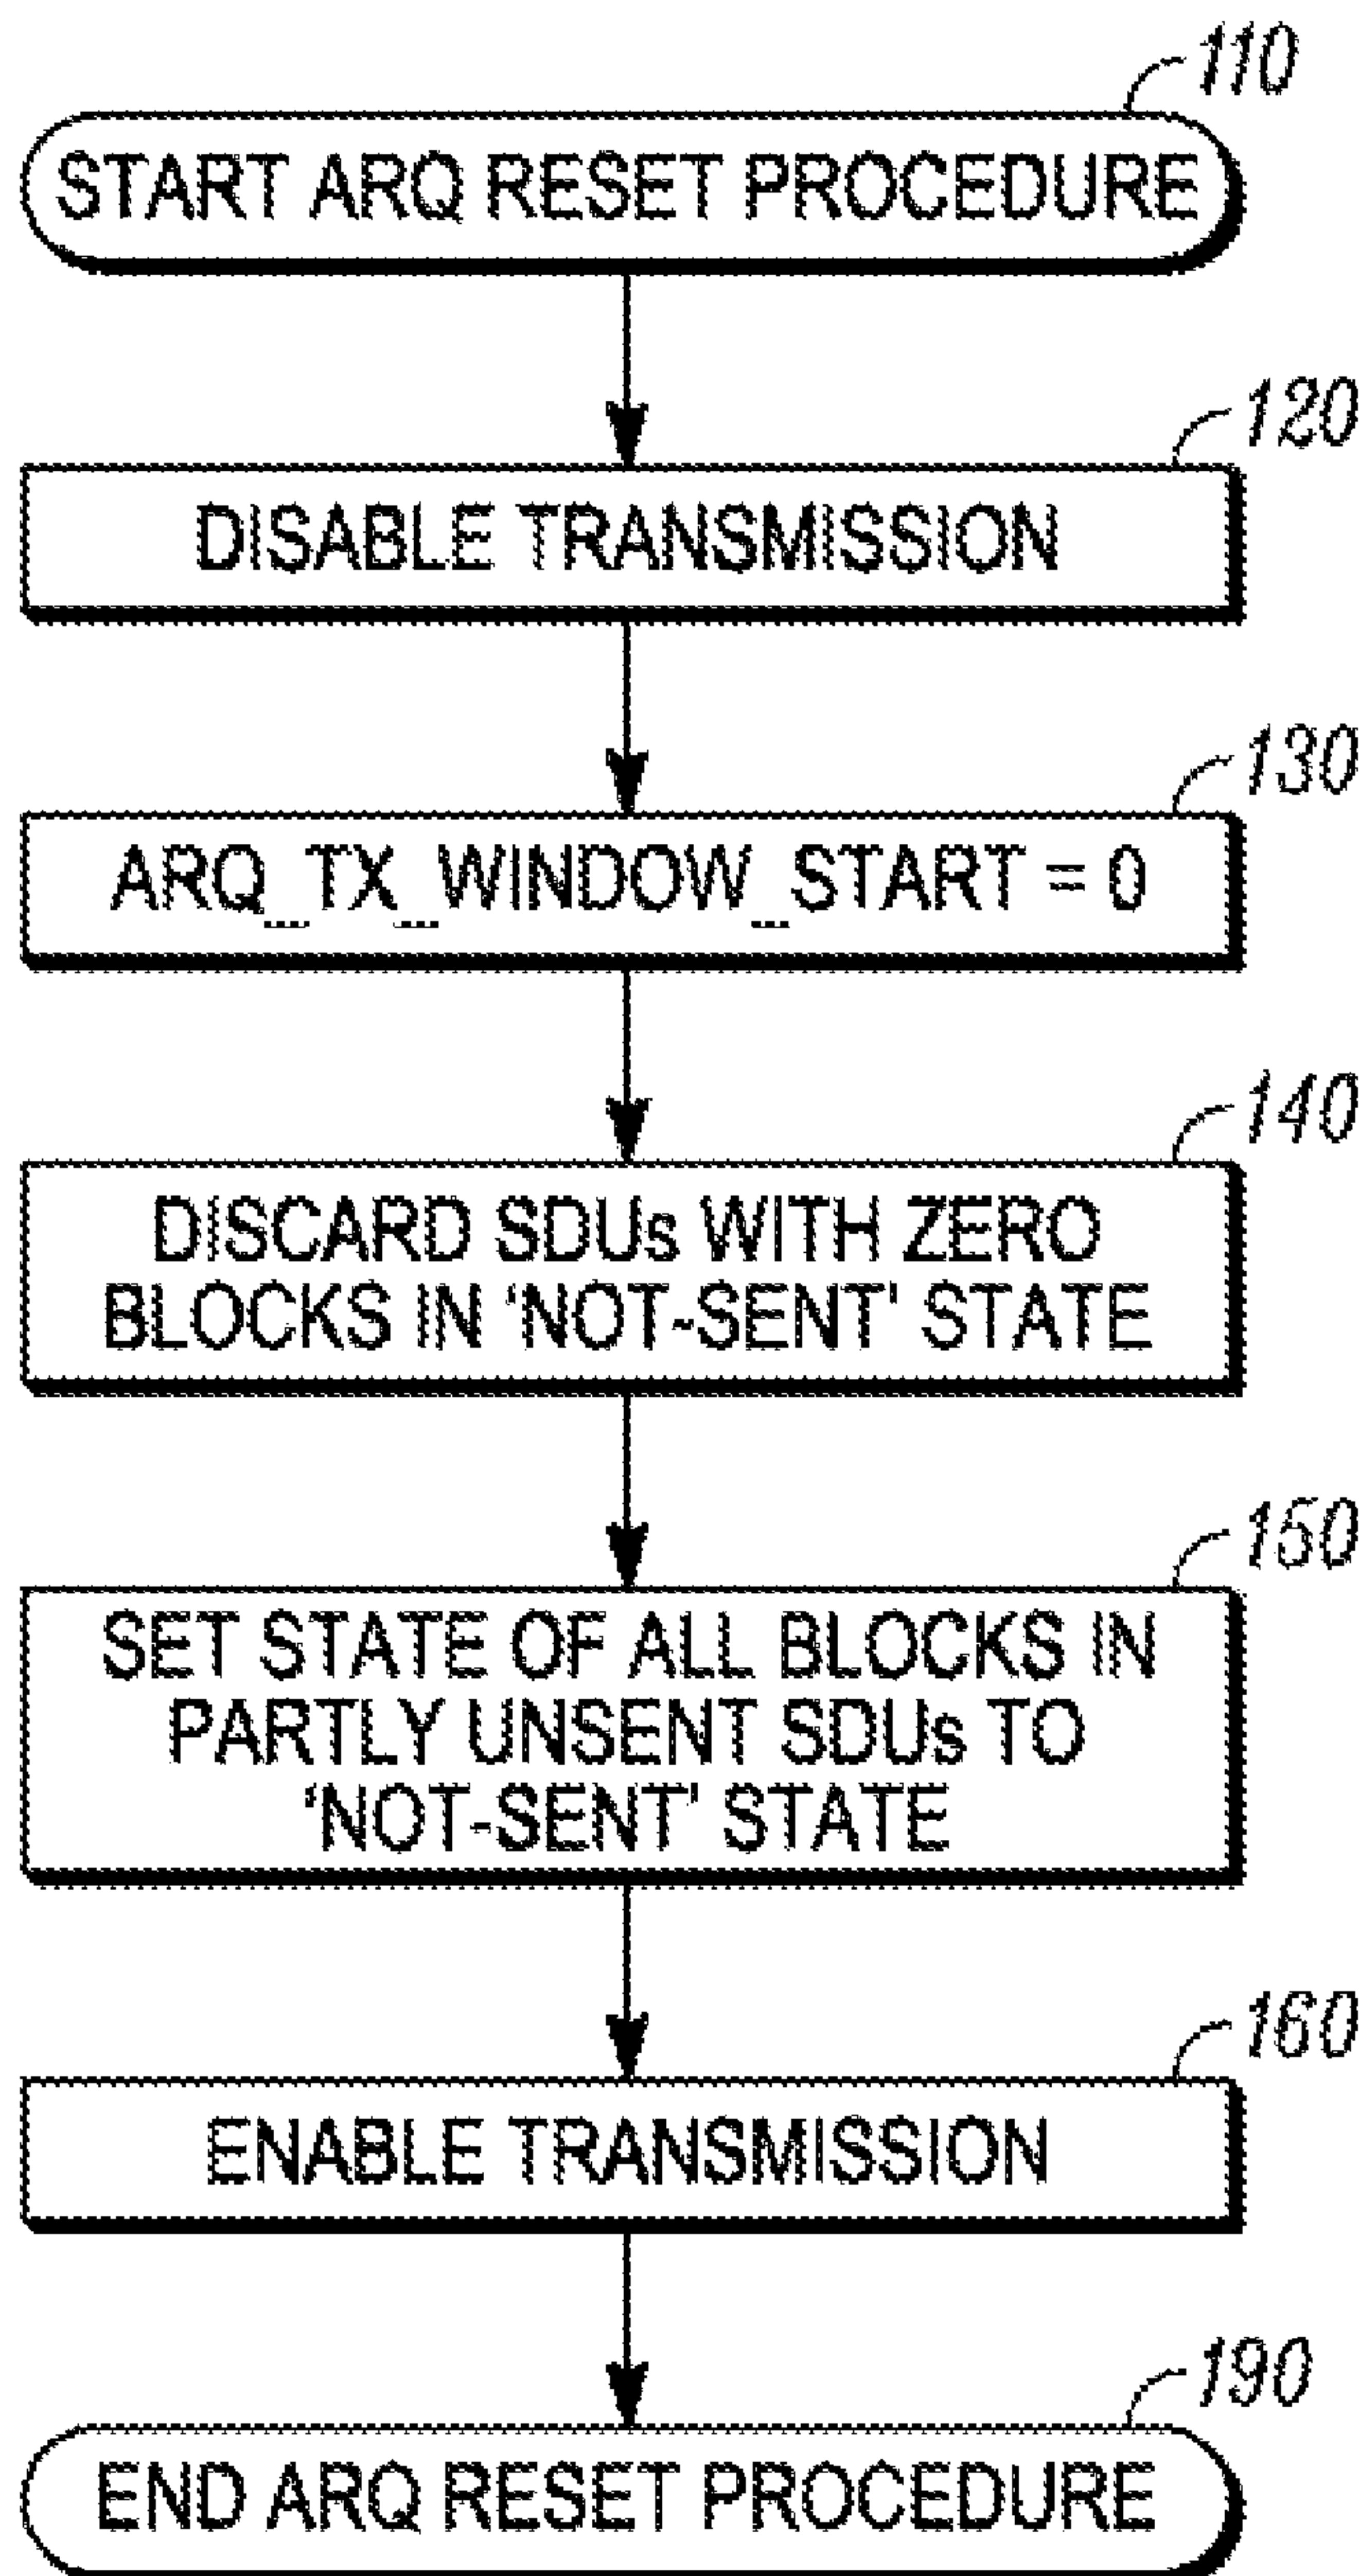 110
START ARQ RESET PROCEDURE
120
DISABLE TRANSMISSION
130
ARQ_TX_WINDOW_START = 0
140
DISCARD SDUs WITH ZERO
BLOCKS IN 'NOT-SENT' STATE
150
SET STATE OF ALL BLOCKS IN
PARTLY UNSENT SDUs TO
'NOT-SENT' STATE
160
ENABLE TRANSMISSION
190
END ARQ RESET PROCEDURE